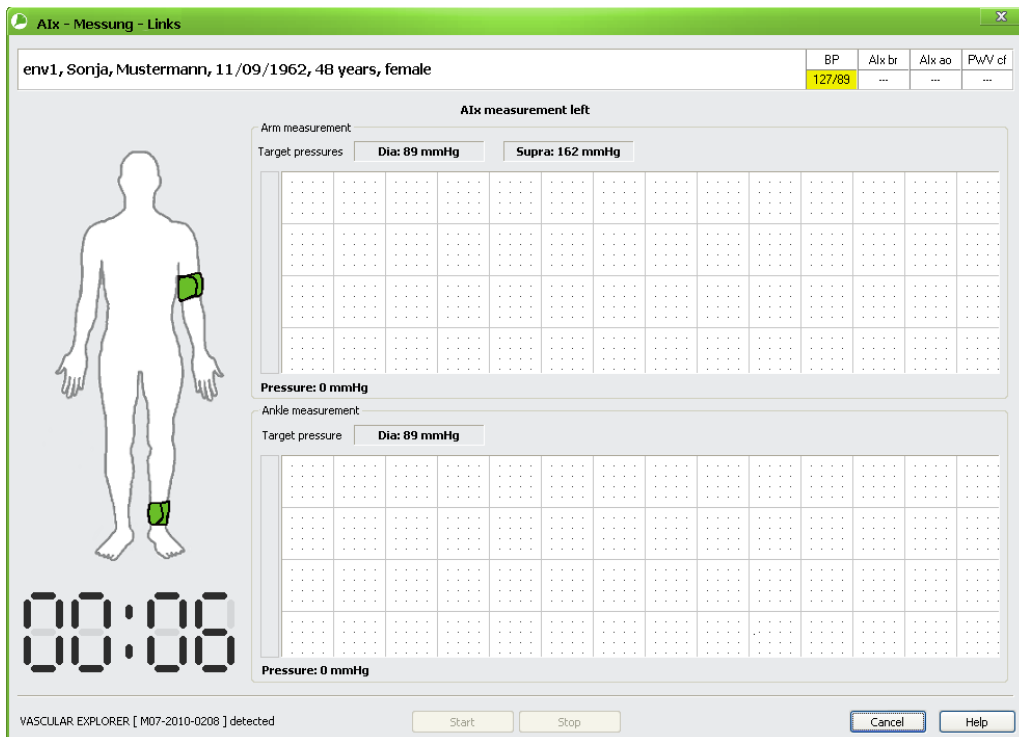 AIx - Messung - Links
env1, Sonja, Mustermann, 11/09/1962, 48 years, female
BP AIx br AIx ao PWV cf
127/89 --- --- ---
AIx measurement left
Arm measurement
Target pressures Dia: 89 mmHg Supra: 162 mmHg
Pressure: 0 mmHg
Ankle measurement
Target pressure Dia: 89 mmHg
Pressure: 0 mmHg
00:06
VASCULAR EXPLORER [ M07-2010-0208 ] detected Start Stop Cancel Help